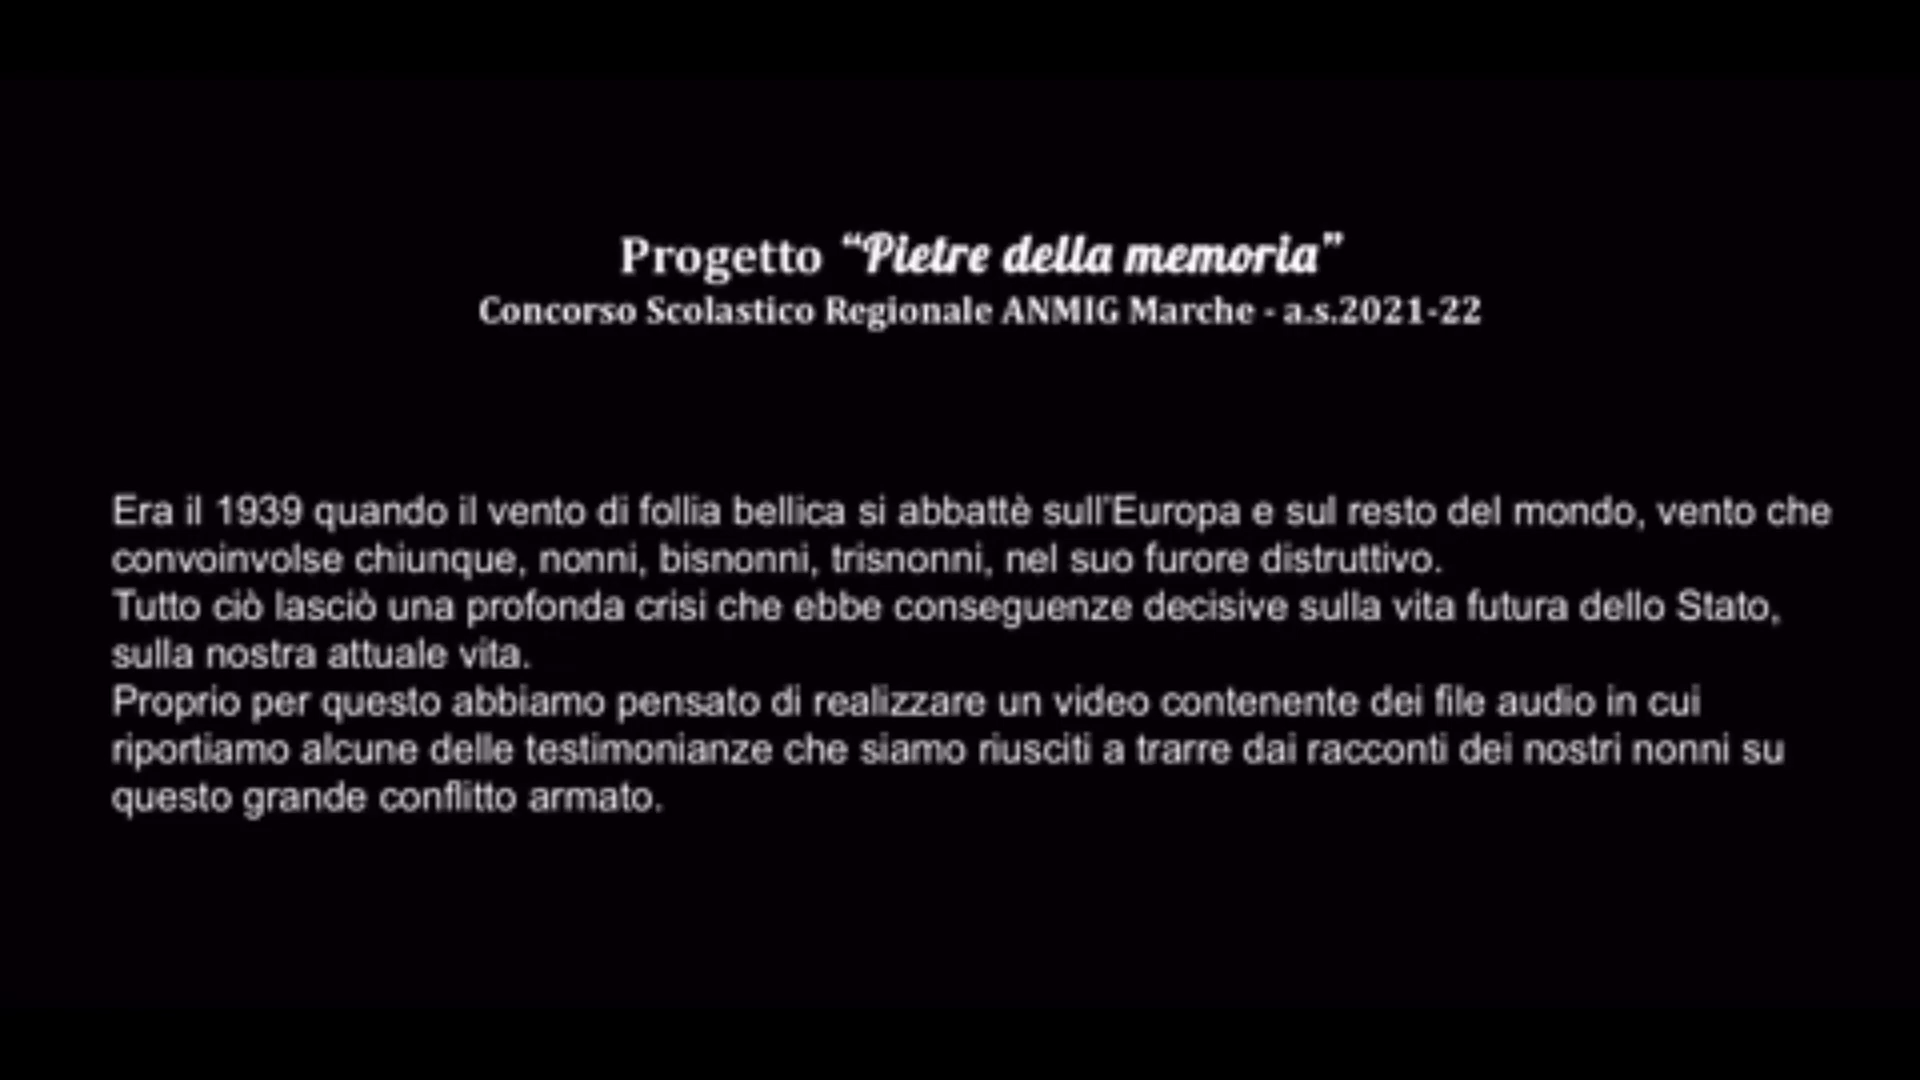 Progetto “Pietre della memoria”
Concorso Scolastico Regionale ANMIG Marche - a.s.2021-22
Era il 1939 quando il vento di follia bellica si abbattè sull'Europa e sul resto del mondo, vento che
convoinvolse chiunque, nonni, bisnonni, trisnonni, nel suo furore distruttivo.
Tutto ciò lasciò una profonda crisi che ebbe conseguenze decisive sulla vita futura dello Stato,
sulla nostra attuale vita.
Proprio per questo abbiamo pensato di realizzare un video contenente dei file audio in cui
riportiamo alcune delle testimonianze che siamo riusciti a trarre dai racconti dei nostri nonni su
questo grande conflitto armato.